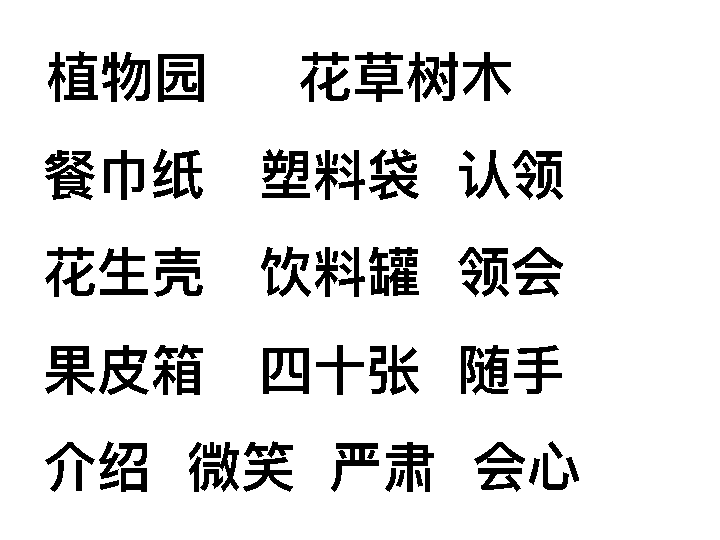 植物园 花草树木
餐巾纸 塑料袋 认领
花生壳 饮料罐 领会
果皮箱 四十张 随手
介绍 微笑 严肃 会心